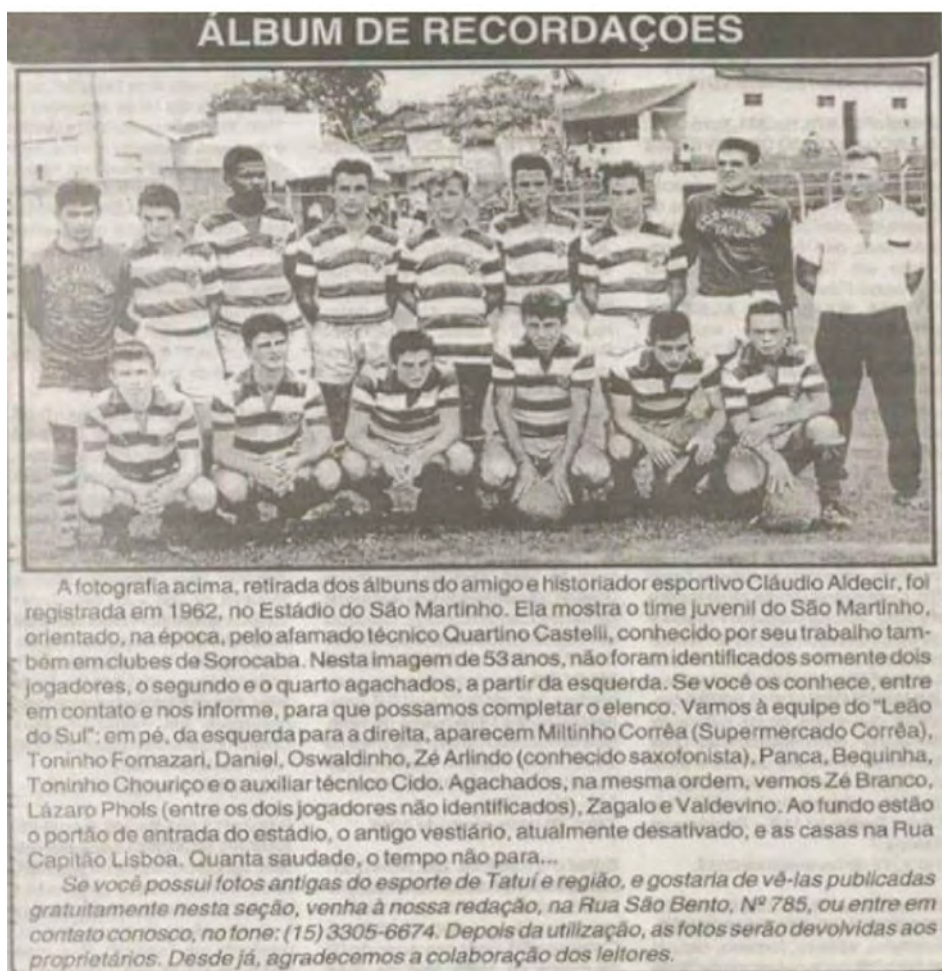 ÁLBUM DE RECORDAÇÕES
A fotografia acima, retirada dos álbuns do amigo e historiador esportivo Cláudio Aldecir, foi
registrada em 1962, no Estádio do São Martinho. Ela mostra o time juvenil do São Martinho,
orientado, na época, pelo afamado técnico Quartino Castelli, conhecido por seu trabalho tam-
bém em clubes de Sorocaba. Nesta imagem de 53 anos, não foram identificados somente dois
jogadores, o segundo e o quarto agachados, a partir da esquerda. Se você os conhece, entre
em contato e nos informe, para que possamos completar o elenco. Vamos à equipe do "Leão
do Sul": em pé, da esquerda para a direita, aparecem Miltinho Corrêa (Supermercado Corrêa),
Toninho Fornazari, Daniel, Oswaldinho, Zé Arlindo (conhecido saxofonista), Panca, Bequinha,
Toninho Chouriço e o auxiliar técnico Cido. Agachados, na mesma ordem, vemos Zé Branco,
Lázaro Phols (entre os dois jogadores não identificados), Zagalo e Valdevino. Ao fundo estão
o portão de entrada do estádio, o antigo vestiário, atualmente desativado, e as casas na Rua
Capitão Lisboa. Quanta saudade, o tempo não para...
Se você possui fotos antigas do esporte de Tatuí e região, e gostaria de vê-las publicadas
gratuitamente nesta seção, venha à nossa redação, na Rua São Bento, Nº 785, ou entre em
contato conosco, no fone: (15) 3305-6674. Depois da utilização, as fotos serão devolvidas aos
proprietários. Desde já, agradecemos a colaboração dos leitores.